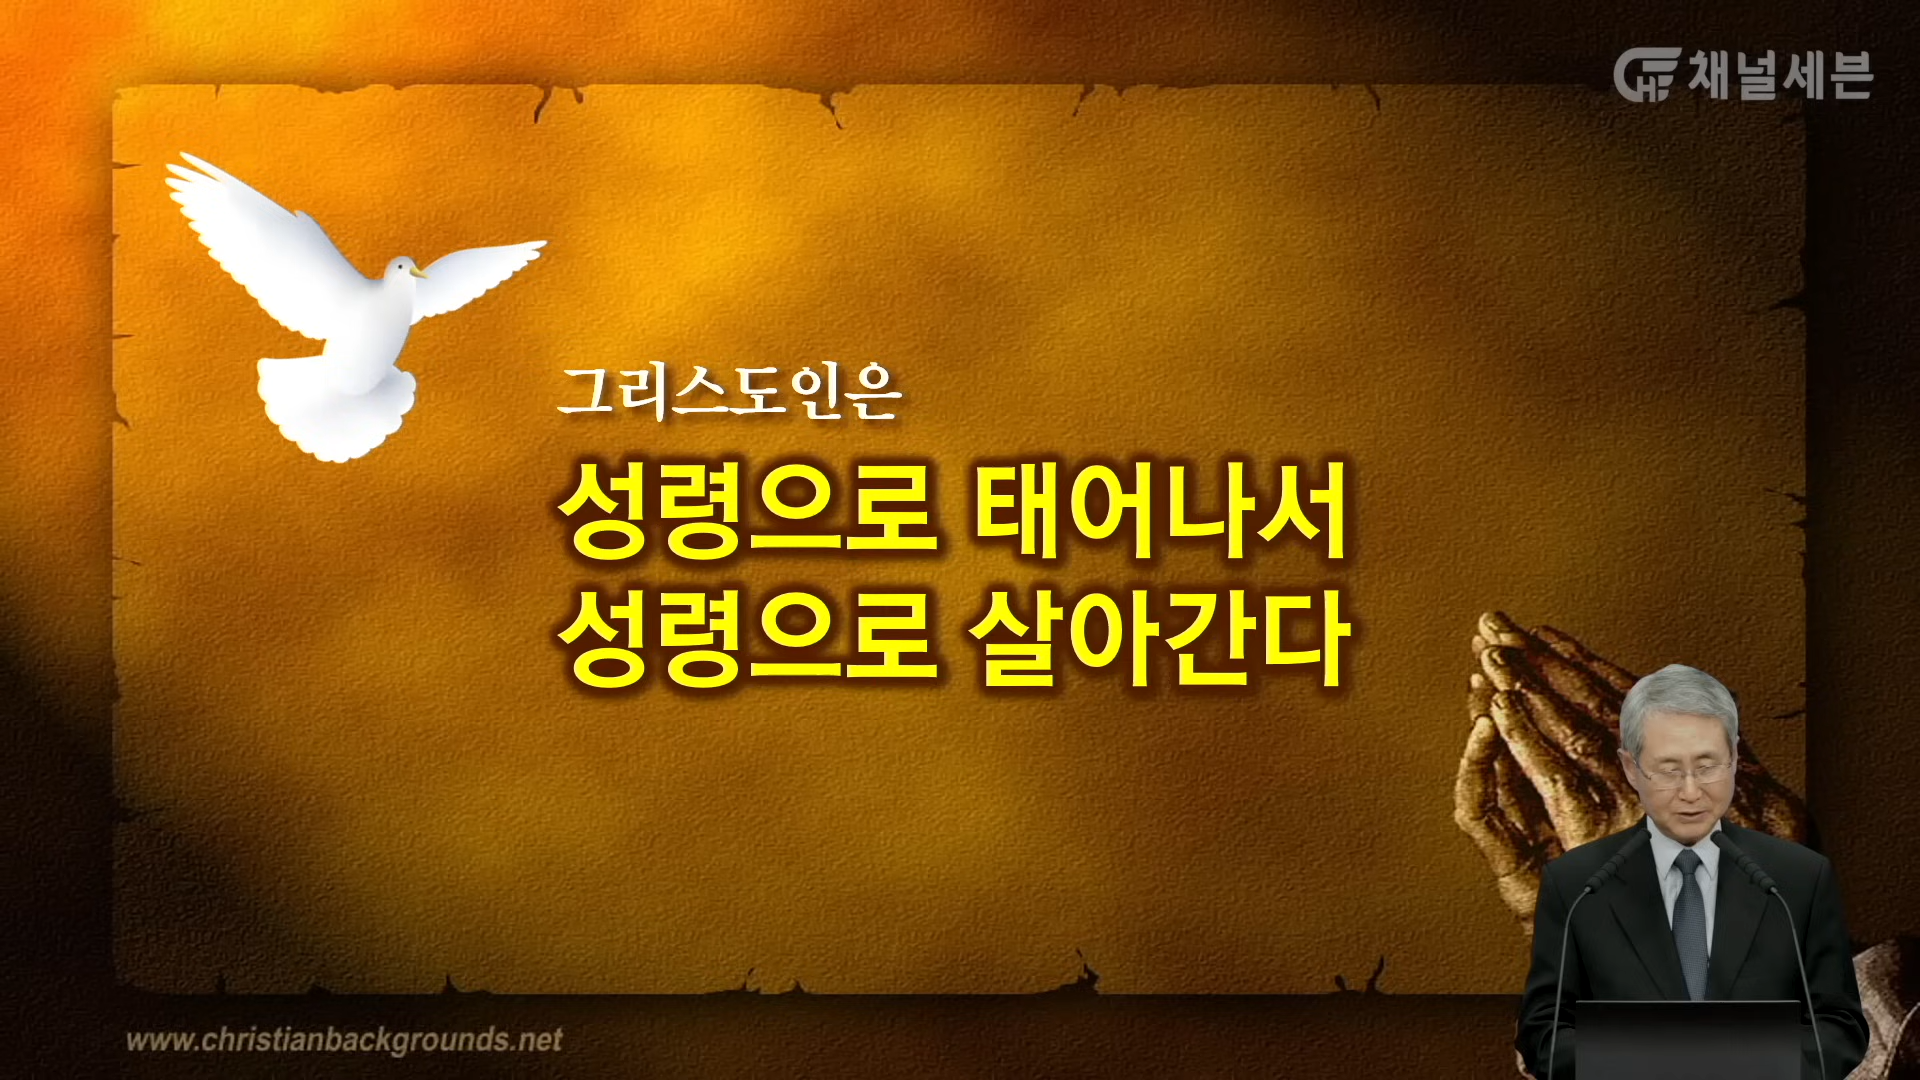 채널세븐
그리스도인은
성령으로 태어나서
성령으로 살아간다
www.christianbackgrounds.net